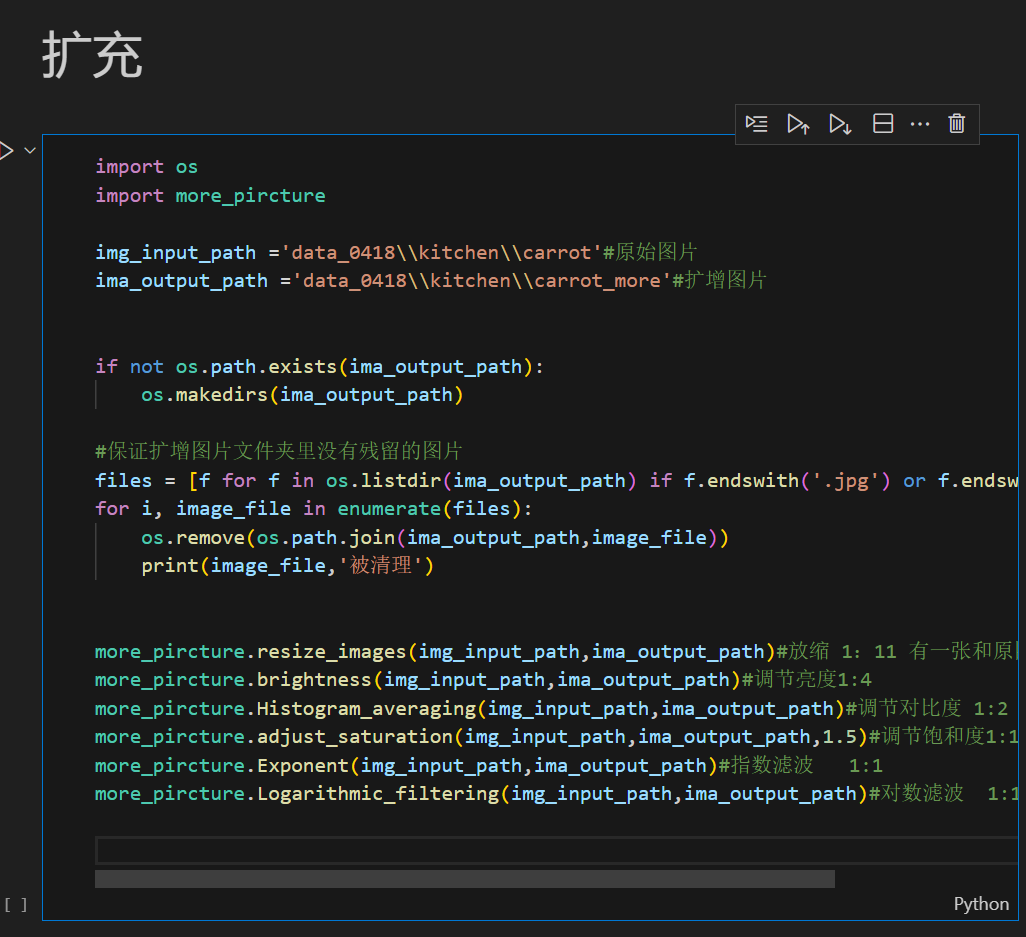 扩充
import os
import more_pircture
img_input_path ='data_0418\\kitchen\\carrot'#原始图片
ima_output_path ='data_0418\\kitchen\\carrot_more'#扩增图片
if not os.path.exists(ima_output_path):
os.makedirs(ima_output_path)
#保证扩增图片文件夹里没有残留的图片
files = [f for f in os.listdir(ima_output_path) if f.endswith('.jpg') or f.endsw
for i, image_file in enumerate(files):
os.remove(os.path.join(ima_output_path,image_file))
print(image_file,'被清理')
more_pircture.resize_images(img_input_path,ima_output_path)#放缩 1: 11 有一张和原
more_pircture.brightness(img_input_path,ima_output_path)#调节亮度1:4
more_pircture.Histogram_averaging(img_input_path,ima_output_path)#调节对比度 1:2
more_pircture.adjust_saturation(img_input_path,ima_output_path,1.5)#调节饱和度1:1
more_pircture.Exponent(img_input_path,ima_output_path)#指数滤波 1:1
more_pircture.Logarithmic_filtering(img_input_path,ima_output_path)#对数滤波 1:1
[ ]
Python